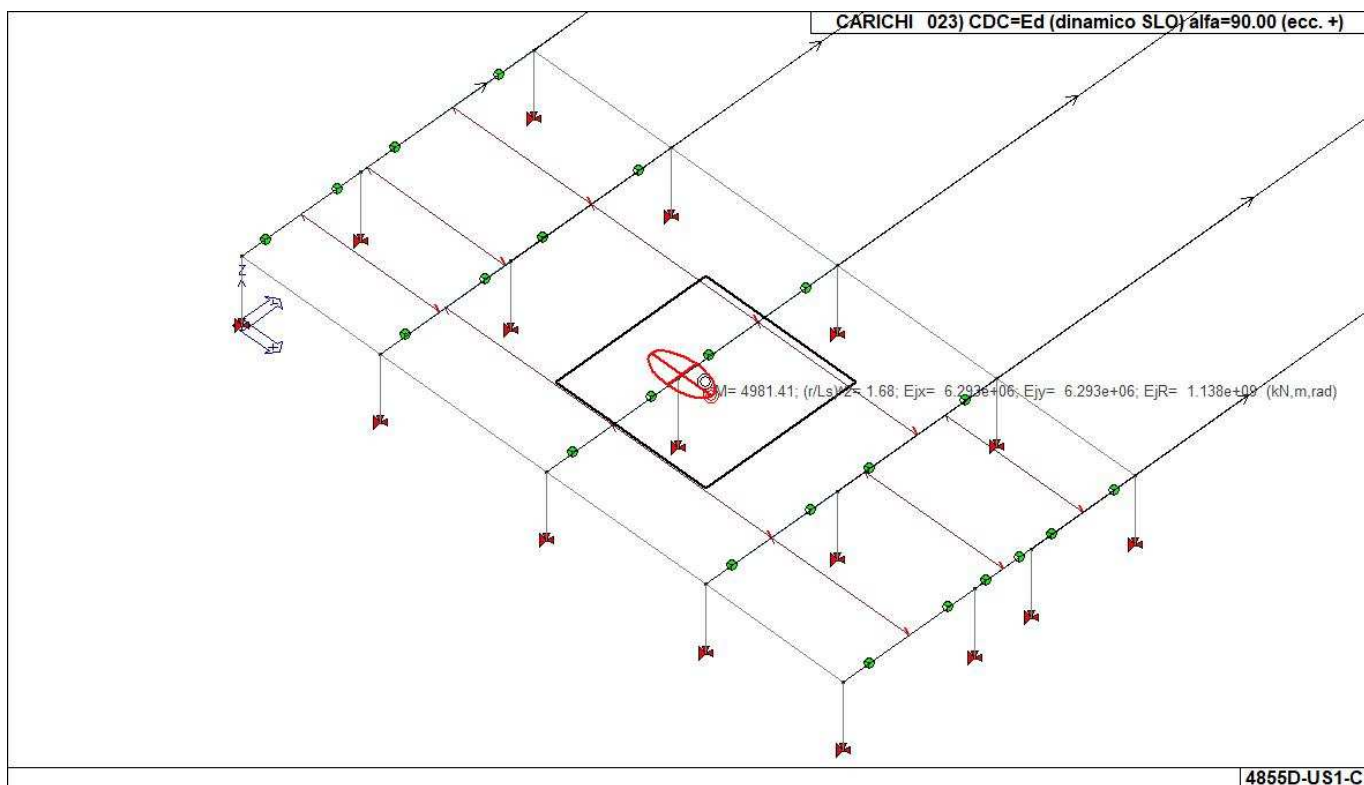 CARICHI 023) CDC=Ed (dinamico SLO) alfa=90.00 (ecc. +)
Z
M= 4981.41; (r/Ls)^2= 1.68; Ejx= 6.293e+06; Ejy= 6.293e+06; EjR= 1.138e+09 (kN,m,rad)
4855D-US1-C